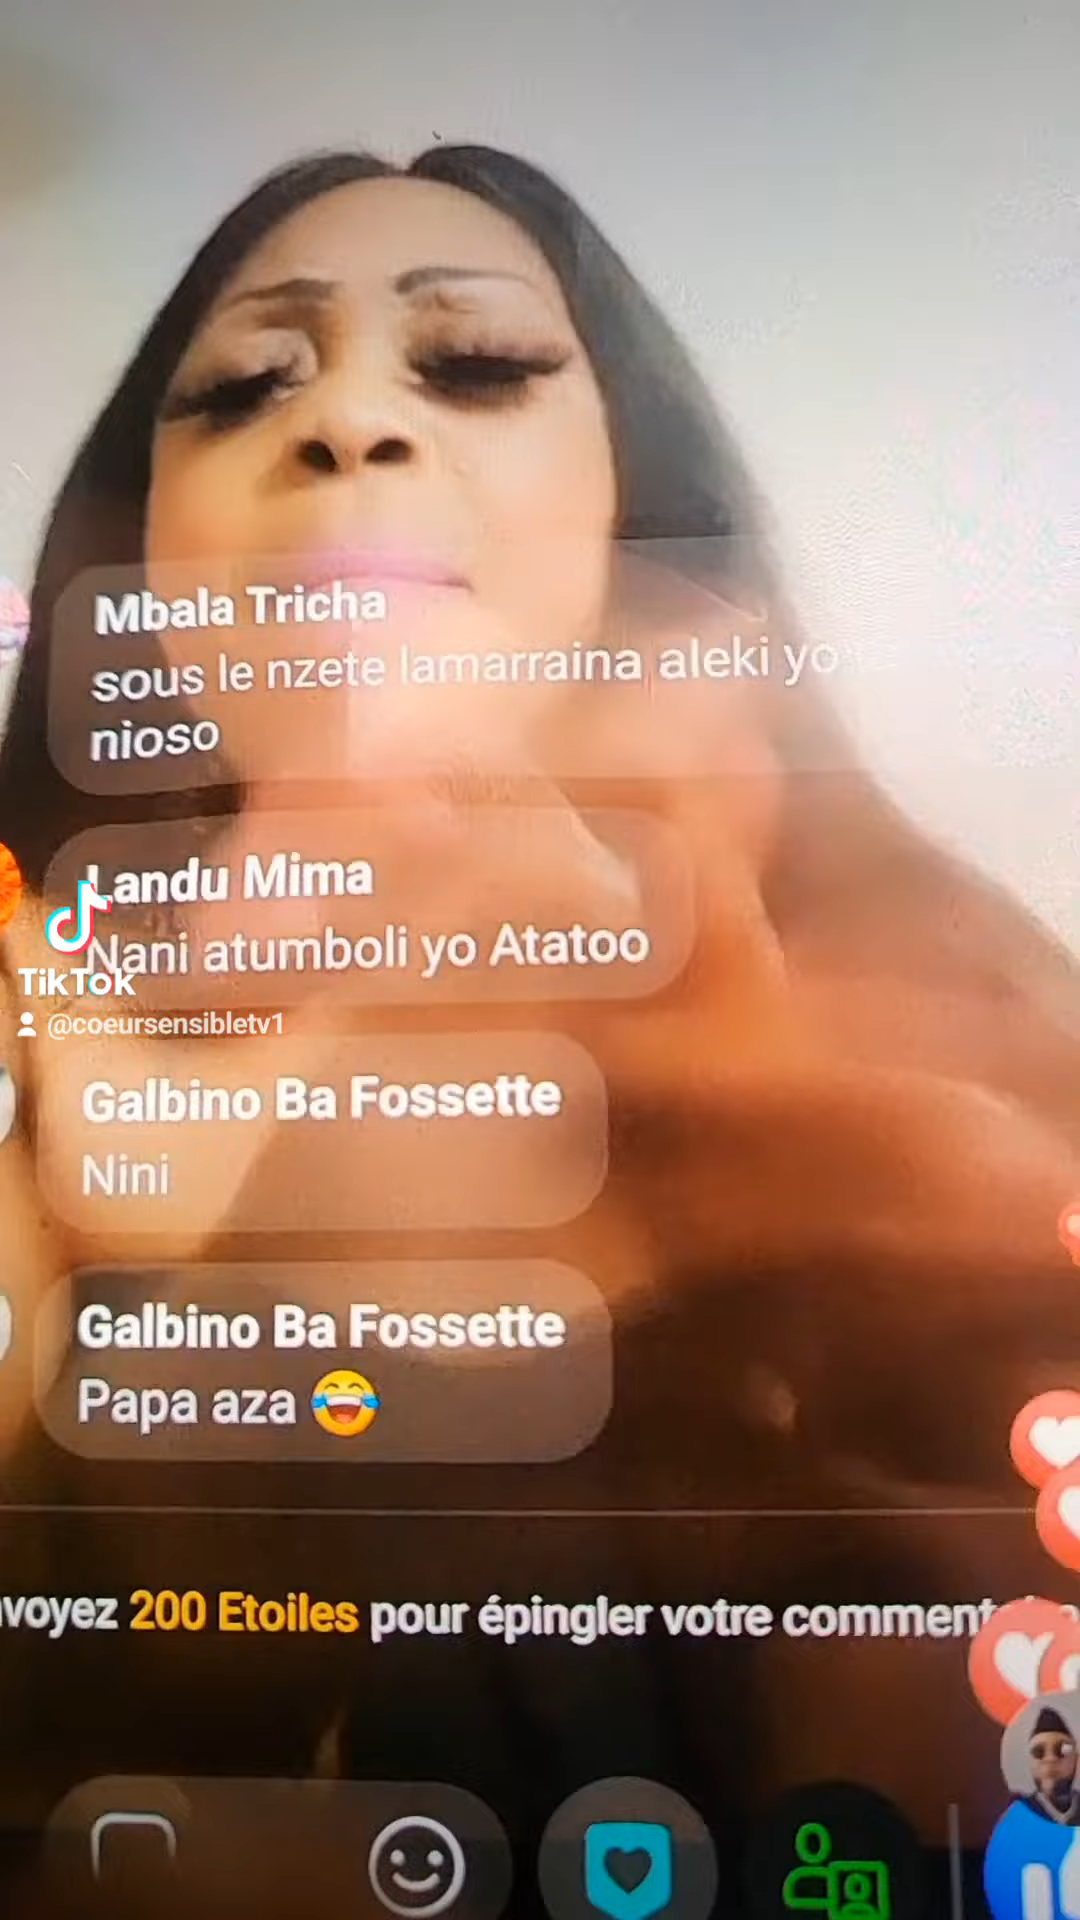 Mbala Tricha
sous le nzete lamarraina aleki yo
nioso
Landu Mima
Nani atumboli yo Atatoo
TikTok
@coeursensibletv1
Galbino Ba Fossette
Nini
Galbino Ba Fossette
Papa aza 😂
nvoyez 200 Etoiles pour épingler votre comment